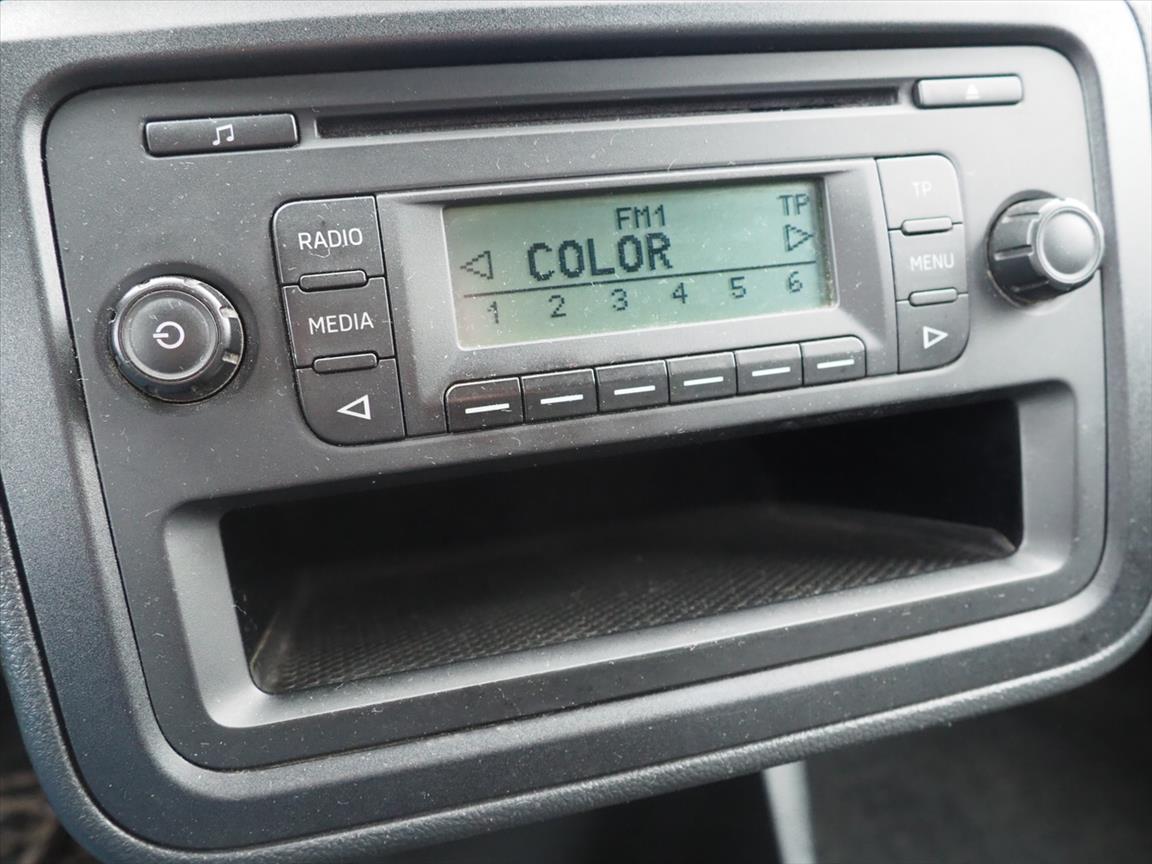 RADIO
MEDIA
FM1
TP
COLOR
1 2 3 4 5 6
TP
MENU